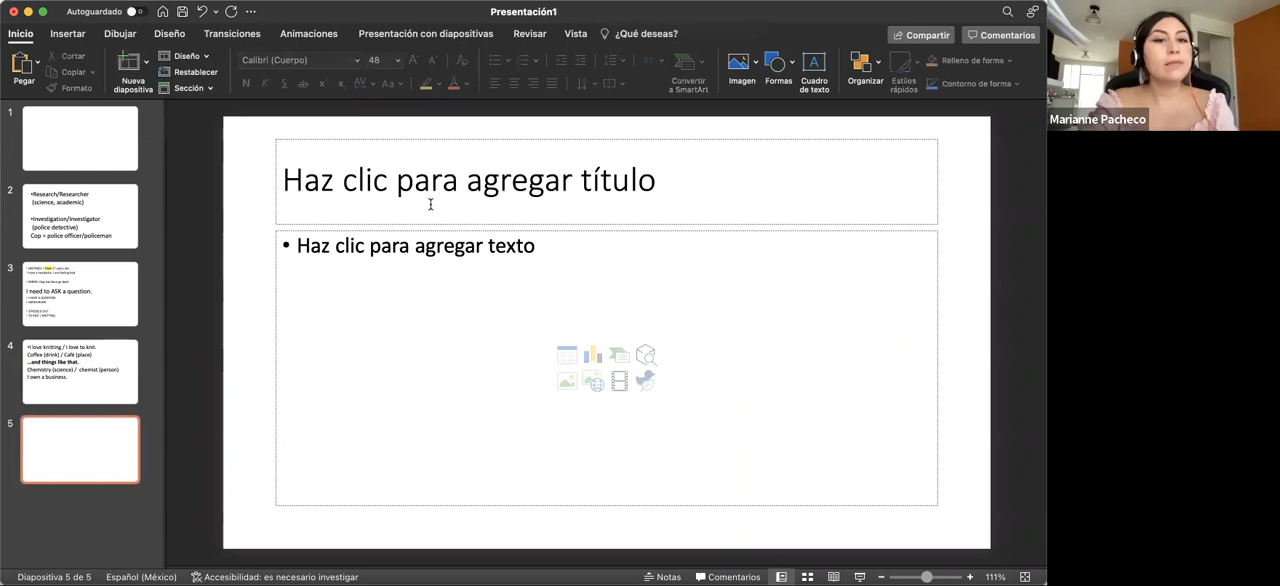 Autoguardado
Presentación1
Inicio Insertar Dibujar Diseño Transiciones Animaciones Presentación con diapositivas Revisar Vista ¿Qué deseas? Compartir Comentarios
Pegar
Cortar
Copiar
Formato
Nueva
diapositiva
Diseño
Restablecer
Sección
Calibri (Cuerpo) 48
N K S ab x x AV Aa A
Convertir
a SmartArt
Imagen
Formas
Cuadro
de texto
Organizar
Estilos
rápidos
Relleno de forma
Contorno de forma
Marianne Pacheco
1
2
•Research/Researcher
(science, academic)
•Investigation/Investigator
(police detective)
Cop = police officer/policeman
3
I need to ASK a question.
4
•I love knitting / I love to knit.
Coffee (drink) / Café (place)
...and things like that.
Chemistry (science) / chemist (person)
I own a business.
5
Haz clic para agregar título
• Haz clic para agregar texto
Diapositiva 5 de 5 Español (México) Accesibilidad: es necesario investigar Notas Comentarios 111%